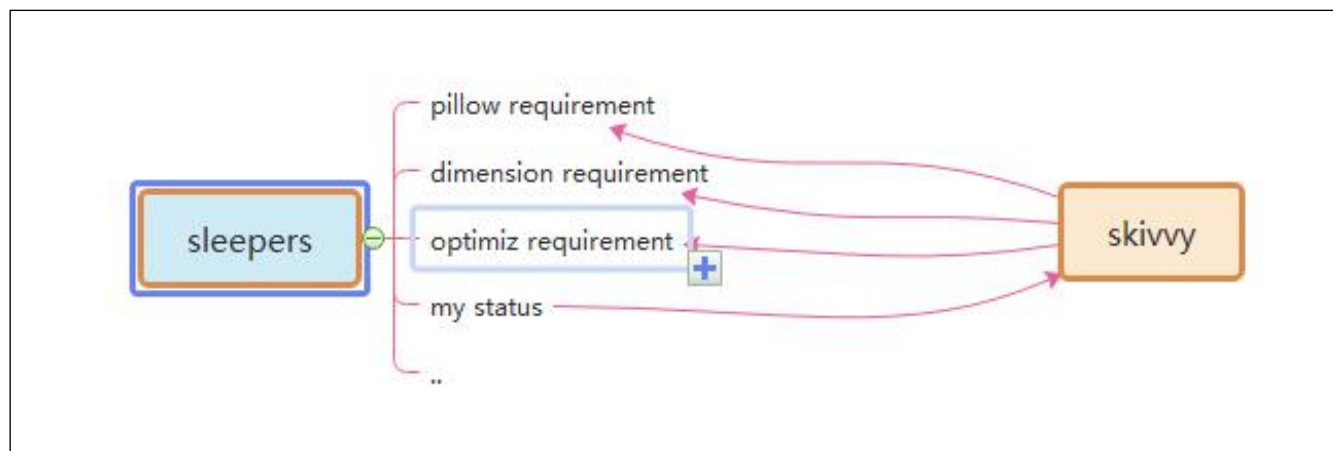 pillow requirement
dimension requirement
sleepers
optimiz requirement
skivvy
my status
..